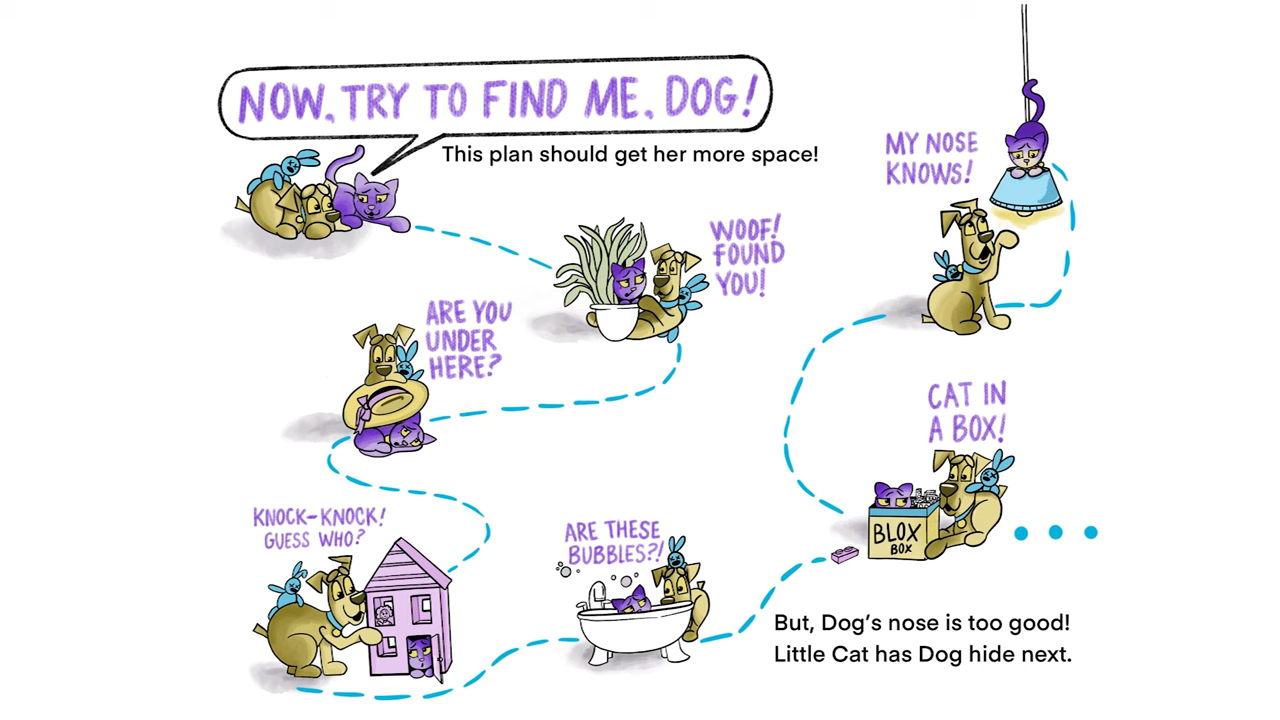 NOW, TRY TO FIND ME, DOG!
This plan should get her more space!
WOOF!
FOUND
YOU!
ARE YOU
UNDER
HERE?
KNOCK-KNOCK!
GUESS WHO?
ARE THESE
BUBBLES?!
MY NOSE
KNOWS!
CAT IN
A BOX!
BLOX
BOX
But, Dog's nose is too good!
Little Cat has Dog hide next.